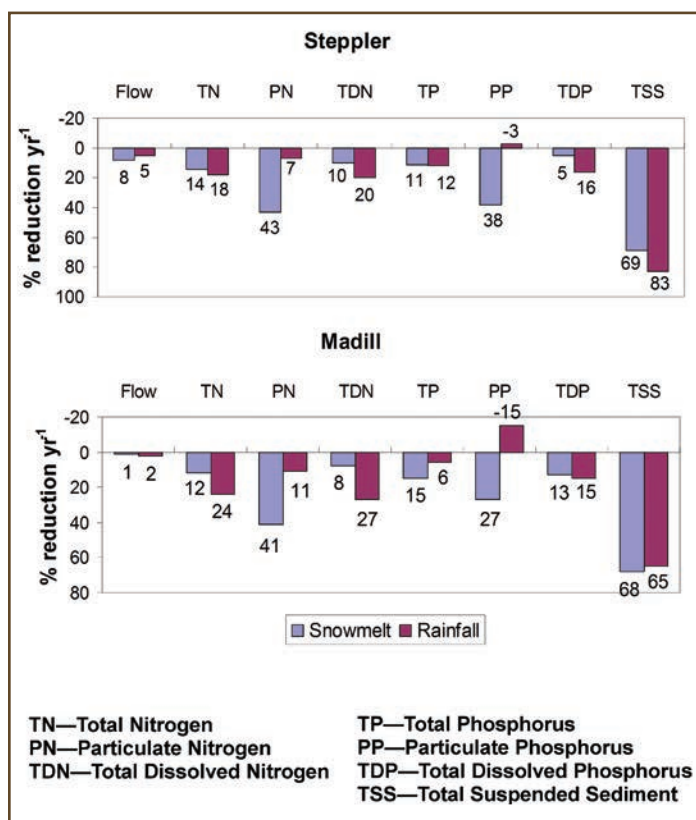 Steppler
Flow TN PN TDN TP PP TDP TSS
% reduction yr-1
-20
0
20
40
60
80
100
8 5 14 18 43 7 10 20 11 12 38 -3 5 16 69 83
Madill
Flow TN PN TDN TP PP TDP TSS
% reduction yr-1
-20
0
20
40
60
80
1 2 12 24 41 11 8 27 15 6 27 -15 13 15 68 65
Snowmelt Rainfall
TN—Total Nitrogen
PN—Particulate Nitrogen
TDN—Total Dissolved Nitrogen
TP—Total Phosphorus
PP—Particulate Phosphorus
TDP—Total Dissolved Phosphorus
TSS—Total Suspended Sediment